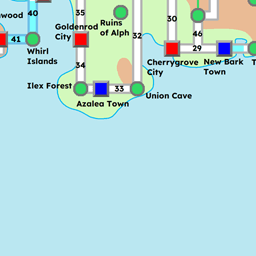 35
30
40
Goldenrod
City
Ruins
of Alph
46
32
41
Whirl
Islands
29
Cherrygrove
City
New Bark
Town
34
Ilex Forest
33
Union Cave
Azalea Town